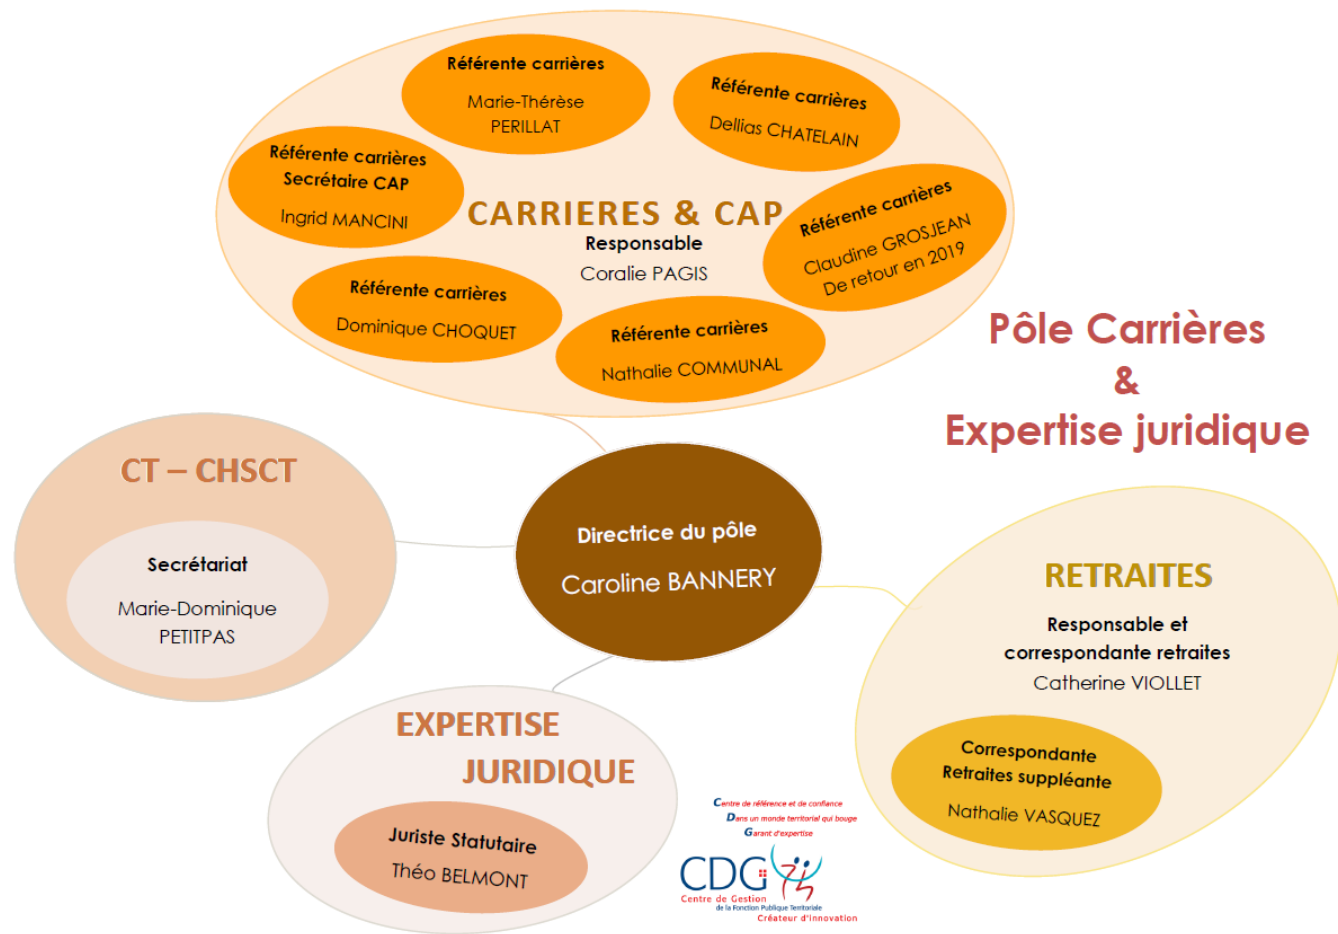 Référente carrières
Marie-Thérèse
PERILLAT
Référente carrières
Dellias CHATELAIN
Référente carrières
Secrétaire CAP
Ingrid MANCINI
CARRIERES & CAP
Responsable
Coralie PAGIS
Référente carrières
Claudine GROSJEAN
De retour en 2019
Référente carrières
Dominique CHOQUET
Référente carrières
Nathalie COMMUNAL
Pôle Carrières
&
Expertise juridique
CT – CHSCT
Secrétariat
Marie-Dominique
PETITPAS
Directrice du pôle
Caroline BANNERY
RETRAITES
Responsable et
correspondante retraites
Catherine VIOLLET
Correspondante
Retraites suppléante
Nathalie VASQUEZ
EXPERTISE
JURIDIQUE
Juriste Statutaire
Théo BELMONT
Centre de référence et de confiance
Dans un monde territorial qui bouge
Garant d'expertise
CDG
Centre de Gestion
de la Fonction Publique Territoriale
Créateur d'innovation